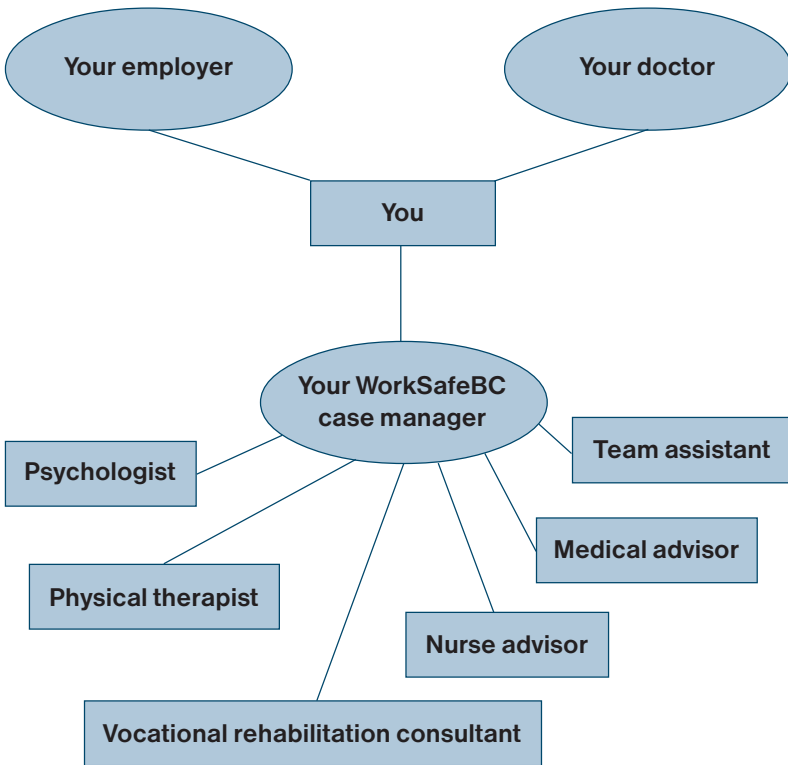 Your employer
Your doctor
You
Your WorkSafeBC
case manager
Team assistant
Psychologist
Medical advisor
Physical therapist
Nurse advisor
Vocational rehabilitation consultant